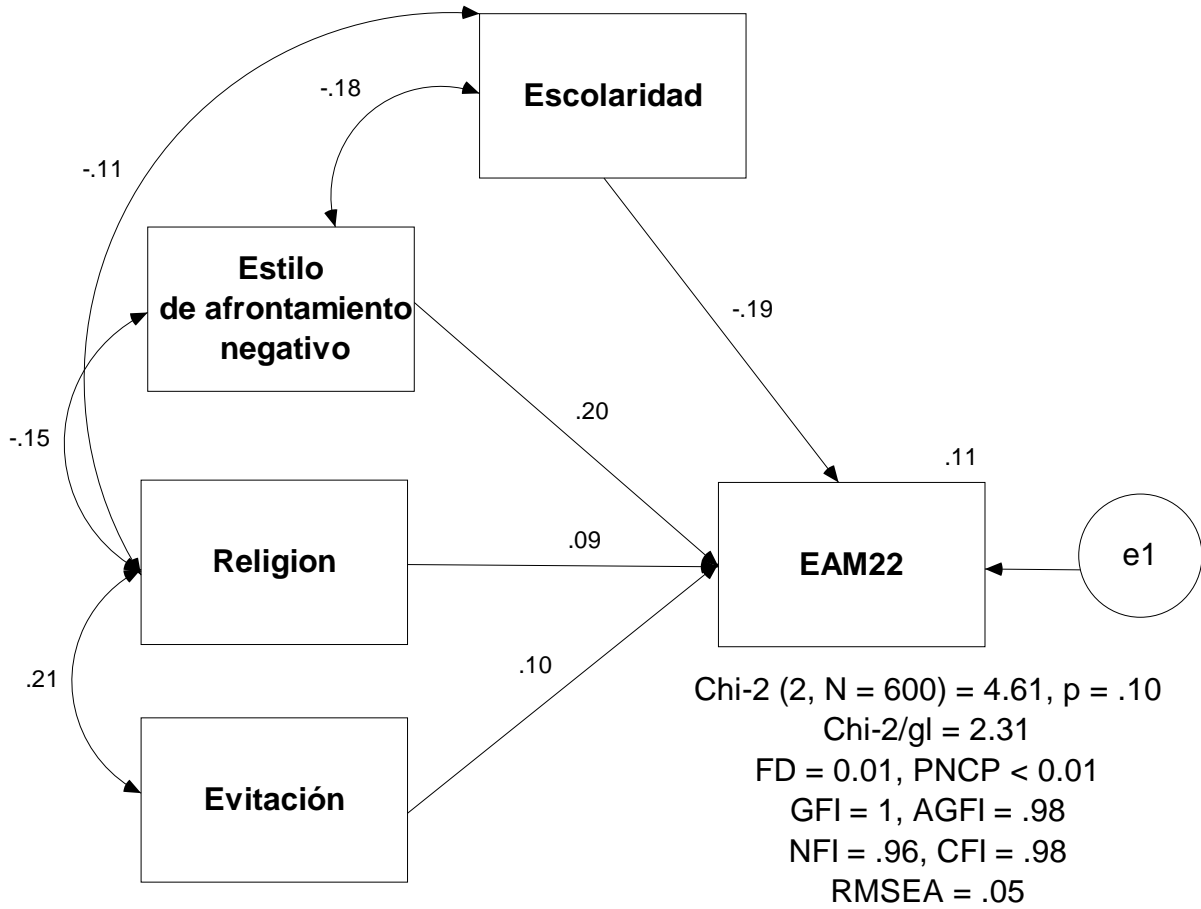 Escolaridad
-.18
-.11
Estilo
de afrontamiento
negativo
-.19
.20
-.15
.11
Religion
.09
EAM22
e1
.21
.10
Evitación
Chi-2 (2, N = 600) = 4.61, p = .10
Chi-2/gl = 2.31
FD = 0.01, PNCP < 0.01
GFI = 1, AGFI = .98
NFI = .96, CFI = .98
RMSEA = .05